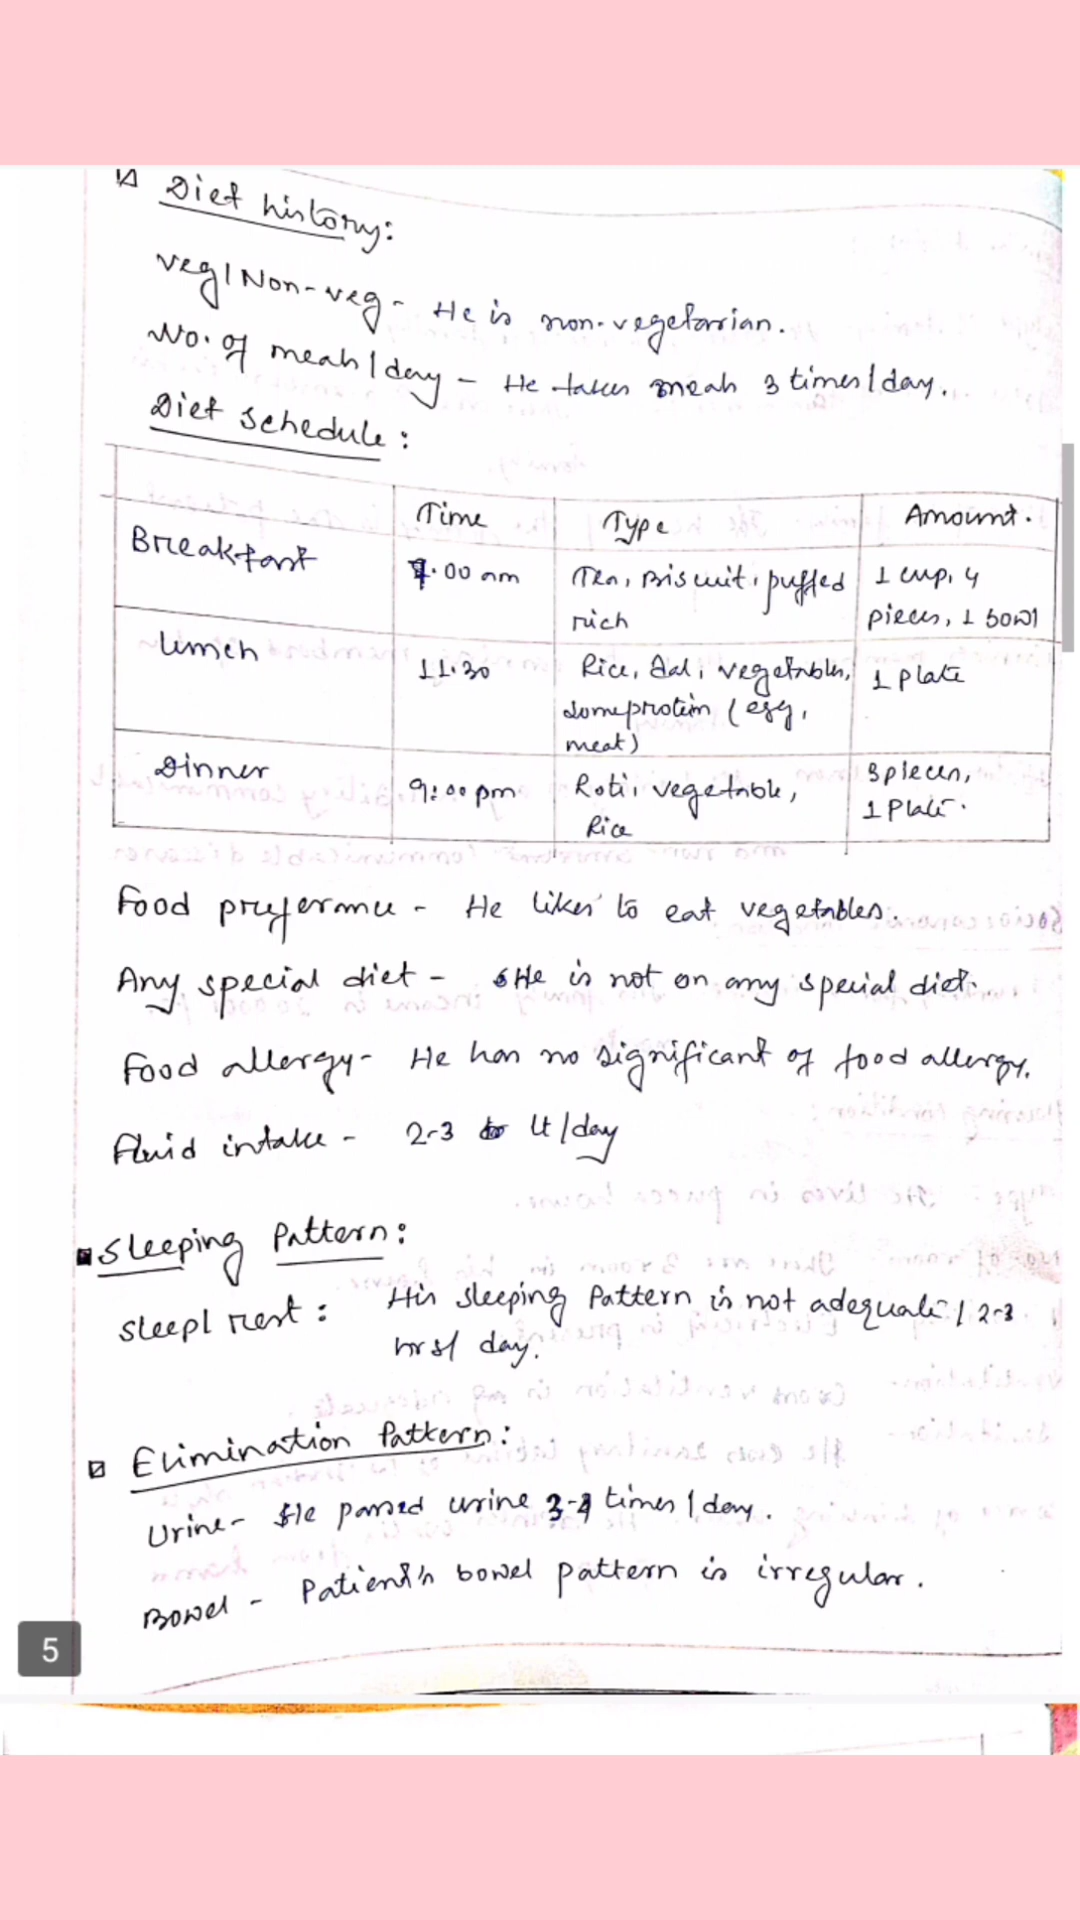 Diet history:
veg/Non-veg - He is non-vegetarian.
No. of meals/day - He takes meals 3 times/day.
Diet Schedule:
Time Type Amount.
Breakfast 7.00 am Tea, Biscuit, puffed 1 cup, 4
rich pieces, 1 bowl
Lunch 11.30 Rice, dal, vegetables, 1 plate
some protein (egg,
meat)
Dinner 9:00 pm Roti, vegetable, 3 pieces,
Rice 1 Plate.
Food preference - He likes to eat vegetables.
Any special diet - He is not on any special diet.
Food allergy - He has no significant of food allergy.
Fluid intake - 2-3 lt/day
Sleeping Pattern:
Sleep/rest: His sleeping Pattern is not adequate / 2-3
hrs/ day.
Elimination Pattern:
Urine - He passed urine 3-4 times/day.
Bowel - Patient's bowel pattern is irregular.
5